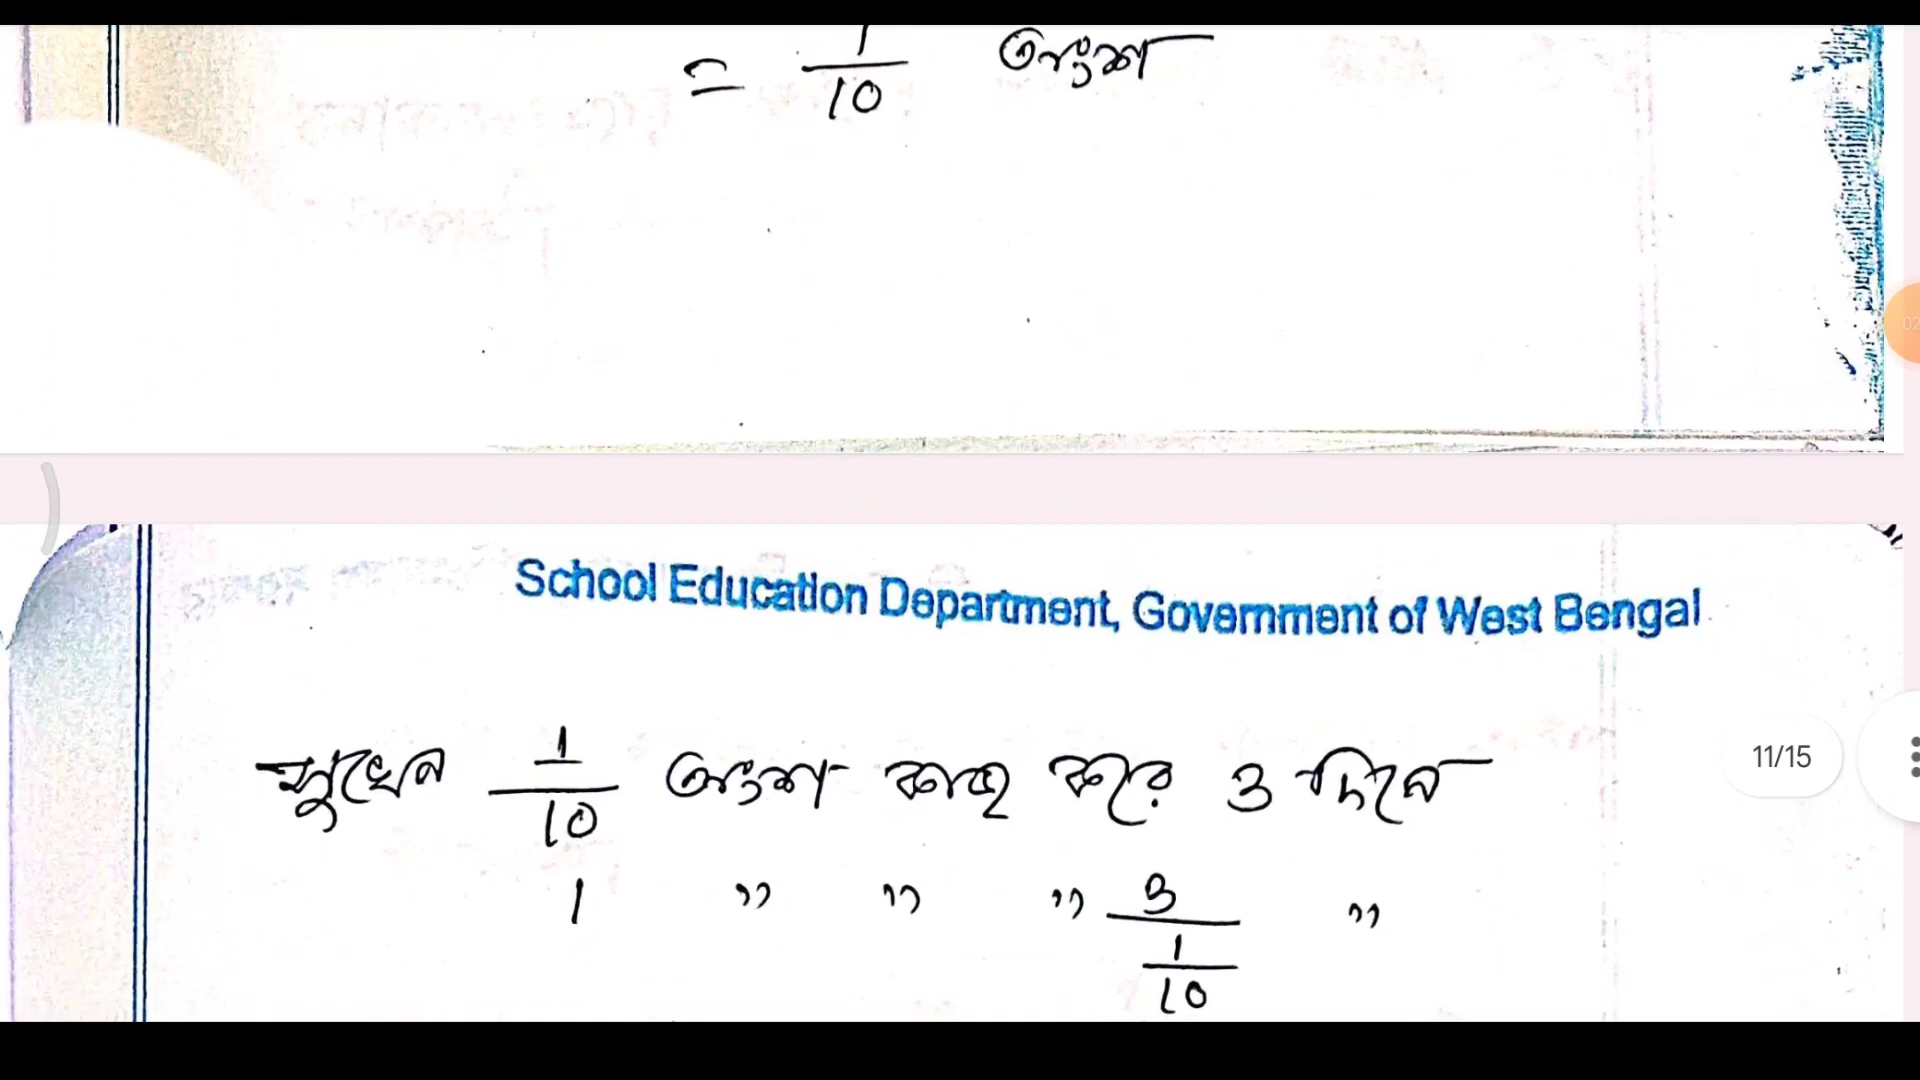 = 1/10 অংশ
School Education Department, Government of West Bengal
সুখেন 1/10 অংশ কাজ করে 3 দিনে
1 ,, ,, ,, 3/(1/10) ,,
11/15
02